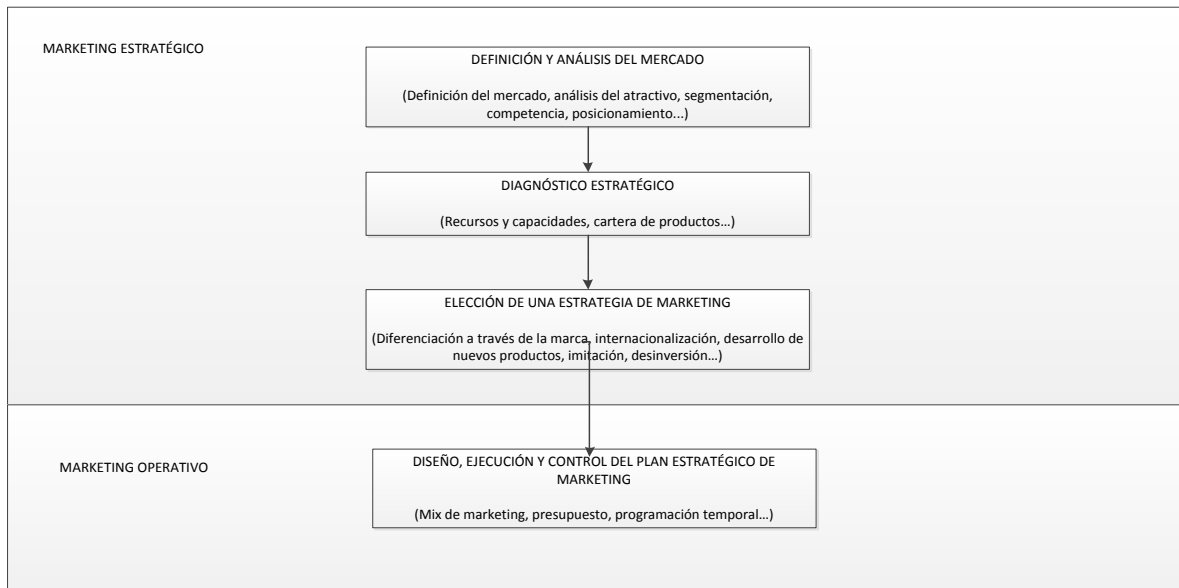 MARKETING ESTRATÉGICO
DEFINICIÓN Y ANÁLISIS DEL MERCADO
(Definición del mercado, análisis del atractivo, segmentación,
competencia, posicionamiento...)
DIAGNÓSTICO ESTRATÉGICO
(Recursos y capacidades, cartera de productos…)
ELECCIÓN DE UNA ESTRATEGIA DE MARKETING
(Diferenciación a través de la marca, internacionalización, desarrollo de
nuevos productos, imitación, desinversión…)
MARKETING OPERATIVO
DISEÑO, EJECUCIÓN Y CONTROL DEL PLAN ESTRATÉGICO DE
MARKETING
(Mix de marketing, presupuesto, programación temporal…)